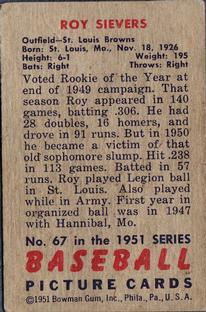 ROY SIEVERS
Outfield—St. Louis Browns
Born: St. Louis, Mo., Nov. 18, 1926
Height: 6-1 Weight: 195
Bats: Right Throws: Right
Voted Rookie of the Year at
end of 1949 campaign. That
season Roy appeared in 140
games, batting .306. He had
28 doubles 16 homers, and
drove in 91 runs. But in 1950
he became a victim of that
old sophomore slump. Hit .238
in 113 games. Batted in 57
runs. Roy played Legion ball
in St. Louis. Also played
while in Army. First year in
organized ball was in 1947
with Hannibal, Mo.
No. 67 in the 1951 SERIES
BASEBALL
PICTURE CARDS
©1951 Bowman Gum, Inc., Phila., Pa., U. S. A.